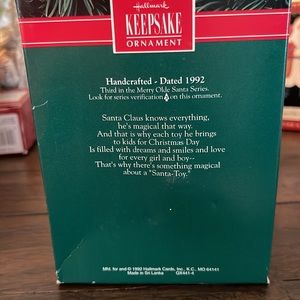 Hallmark
KEEPSAKE
ORNAMENT
Handcrafted - Dated 1992
Third in the Merry Olde Santa Series.
Look for series verification on this ornament.
Santa Claus knows everything,
he's magical that way.
And that is why each toy he brings
to kids for Christmas Day
Is filled with dreams and smiles and love
for every girl and boy--
That's why there's something magical
about a "Santa-Toy."
Mfd. for and © 1992 Hallmark Cards, Inc., K.C., MO 64141
Made in Sri Lanka QX441-4